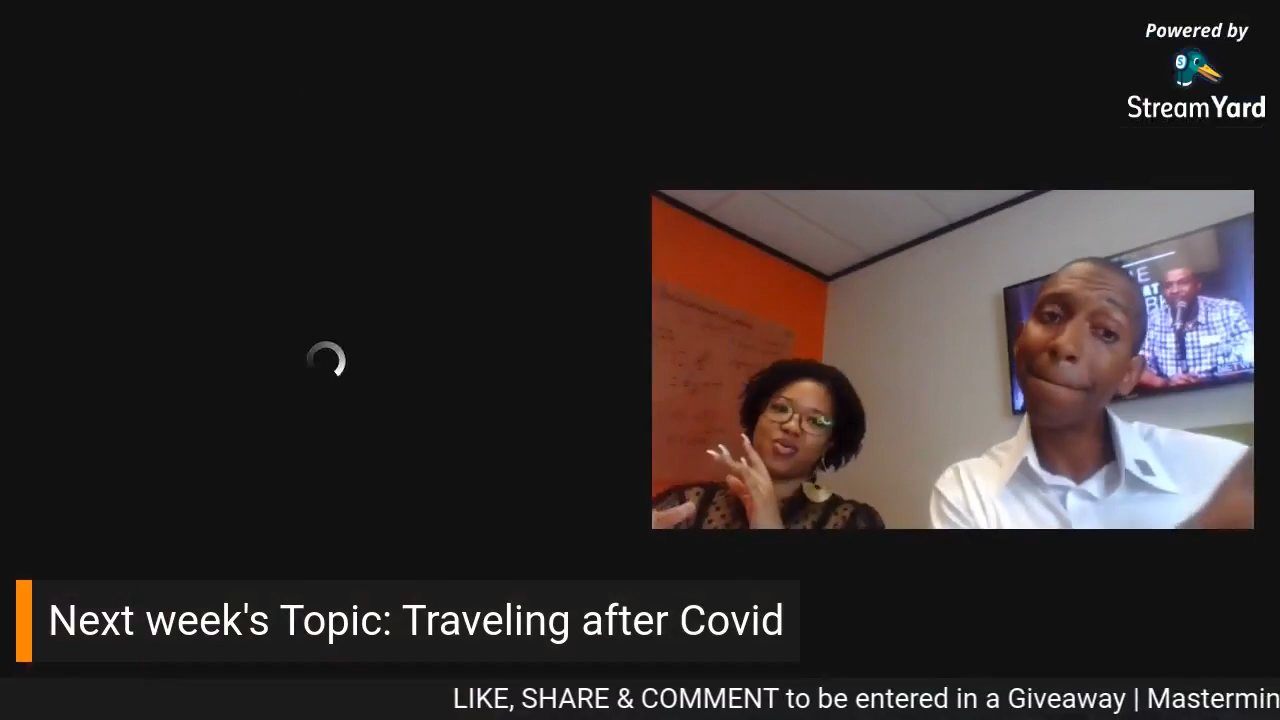 Powered by
StreamYard
Next week's Topic: Traveling after Covid
LIKE, SHARE & COMMENT to be entered in a Giveaway | Mastermin